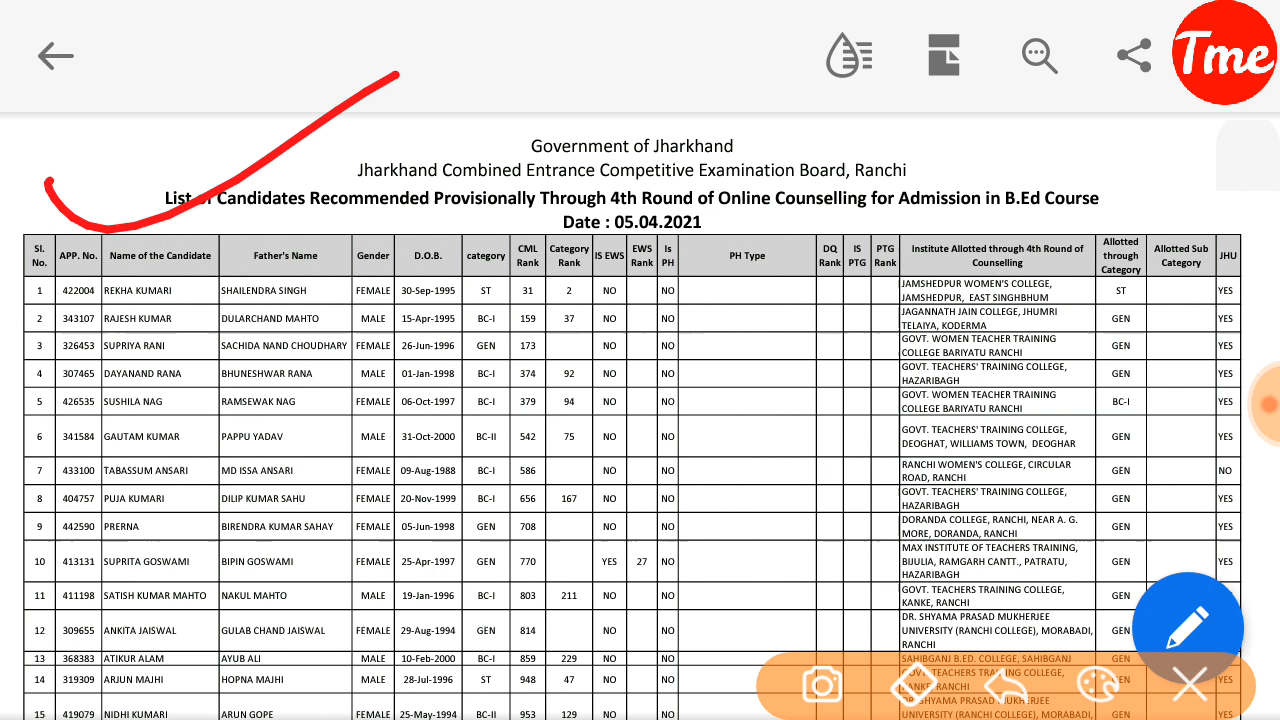 Tme
Government of Jharkhand
Jharkhand Combined Entrance Competitive Examination Board, Ranchi
List of Candidates Recommended Provisionally Through 4th Round of Online Counselling for Admission in B.Ed Course
Date : 05.04.2021
Sl. No. APP. No. Name of the Candidate Father's Name Gender D.O.B. category CML Rank Category Rank IS EWS EWS Rank Is PH PH Type DQ Rank IS PTG PTG Rank Institute Allotted through 4th Round of Counselling Allotted through Category Allotted Sub Category JHU
1 422004 REKHA KUMARI SHAILENDRA SINGH FEMALE 30-Sep-1995 ST 31 2 NO NO JAMSHEDPUR WOMEN'S COLLEGE, JAMSHEDPUR, EAST SINGHBHUM ST YES
2 343107 RAJESH KUMAR DULARCHAND MAHTO MALE 15-Apr-1995 BC-I 159 37 NO NO JAGANNATH JAIN COLLEGE, JHUMRI TELAIYA, KODERMA GEN YES
3 326453 SUPRIYA RANI SACHIDA NAND CHOUDHARY FEMALE 26-Jun-1996 GEN 173 NO NO GOVT. WOMEN TEACHER TRAINING COLLEGE BARIYATU RANCHI GEN YES
4 307465 DAYANAND RANA BHUNESHWAR RANA MALE 01-Jan-1998 BC-I 374 92 NO NO GOVT. TEACHERS' TRAINING COLLEGE, HAZARIBAGH GEN YES
5 426535 SUSHILA NAG RAMSEWAK NAG FEMALE 06-Oct-1997 BC-I 379 94 NO NO GOVT. WOMEN TEACHER TRAINING COLLEGE BARIYATU RANCHI BC-I YES
6 341584 GAUTAM KUMAR PAPPU YADAV MALE 31-Oct-2000 BC-II 542 75 NO NO GOVT. TEACHERS' TRAINING COLLEGE, DEOGHAT, WILLIAMS TOWN, DEOGHAR GEN YES
7 433100 TABASSUM ANSARI MD ISSA ANSARI FEMALE 09-Aug-1988 BC-I 586 NO NO RANCHI WOMEN'S COLLEGE, CIRCULAR ROAD, RANCHI GEN NO
8 404757 PUJA KUMARI DILIP KUMAR SAHU FEMALE 20-Nov-1999 BC-I 656 167 NO NO GOVT. TEACHERS' TRAINING COLLEGE, HAZARIBAGH GEN YES
9 442590 PRERNA BIRENDRA KUMAR SAHAY FEMALE 05-Jun-1998 GEN 708 NO NO DORANDA COLLEGE, RANCHI, NEAR A. G. MORE, DORANDA, RANCHI GEN YES
10 413131 SUPRITA GOSWAMI BIPIN GOSWAMI FEMALE 25-Apr-1997 GEN 770 YES 27 NO MAX INSTITUTE OF TEACHERS TRAINING, BIJULIA, RAMGARH CANTT., PATRATU, HAZARIBAGH GEN YES
11 411198 SATISH KUMAR MAHTO NAKUL MAHTO MALE 19-Jan-1996 BC-I 803 211 NO NO GOVT. TEACHERS TRAINING COLLEGE, KANKE, RANCHI GEN
12 309655 ANKITA JAISWAL GULAB CHAND JAISWAL FEMALE 29-Aug-1994 GEN 814 NO NO DR. SHYAMA PRASAD MUKHERJEE UNIVERSITY (RANCHI COLLEGE), MORABADI, RANCHI GEN
13 368383 ATIKUR ALAM AYUB ALI MALE 10-Feb-2000 BC-I 859 229 NO NO SAHIBGANJ B.ED. COLLEGE, SAHIBGANJ GEN YES
14 319309 ARJUN MAJHI HOPNA MAJHI MALE 28-Jul-1996 ST 948 47 NO NO GOVT TEACHERS TRAINING COLLEGE, KANKE, RANCHI GEN YES
15 419079 NIDHI KUMARI ARUN GOPE FEMALE 25-May-1994 BC-II 953 129 NO NO DR. SHYAMA PRASAD MUKHERJEE UNIVERSITY (RANCHI COLLEGE), MORABADI, GEN YES